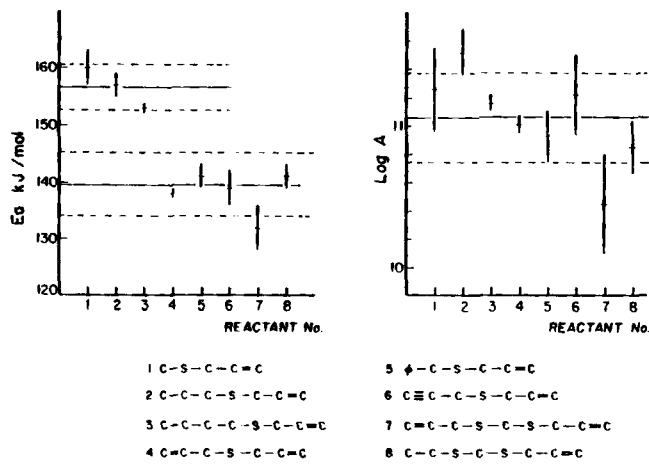 160
150
140
130
120
Ea kJ/mol
1 2 3 4 5 6 7 8
REACTANT No.
11
10
Log A
1 2 3 4 5 6 7 8
REACTANT No.
1 C-S-C-C=C
2 C-C-C-S-C-C=C
3 C-C-C-C-S-C-C=C
4 C=C-C-S-C-C=C
5 ϕ-C-S-C-C=C
6 C≡C-C-S-C-C=C
7 C=C-C-S-C-S-C-C=C
8 C-C-S-C-S-C-C=C